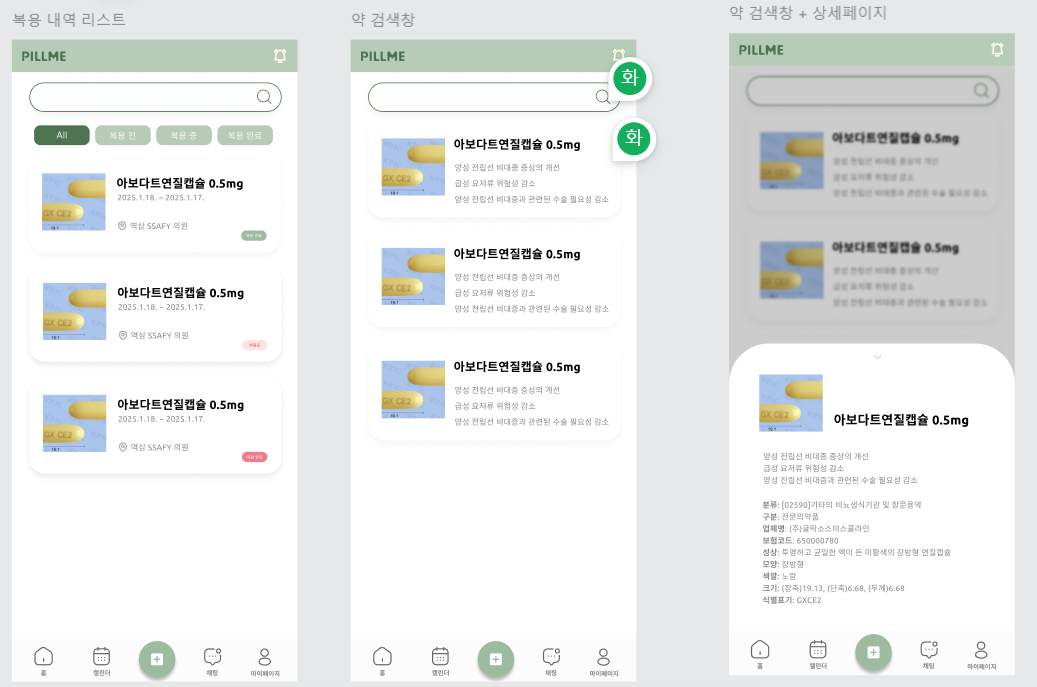 복용 내역 리스트
PILLME
All
복용 전
복용 중
복용 완료
GX CE2
19.1
아보다트연질캡슐 0.5mg
2025.1.18. ~ 2025.1.17.
역삼 SSAFY 의원
복용 완료
GX CE2
19.1
아보다트연질캡슐 0.5mg
2025.1.18. ~ 2025.1.17.
역삼 SSAFY 의원
GX CE2
19.1
아보다트연질캡슐 0.5mg
2025.1.18. ~ 2025.1.17.
역삼 SSAFY 의원
복용 완료
홈
캘린더
채팅
마이페이지
약 검색창
PILLME
화
화
GX CE2
19.1
아보다트연질캡슐 0.5mg
양성 전립선 비대증 증상의 개선
급성 요저류 위험성 감소
양성 전립선 비대증과 관련된 수술 필요성 감소
GX CE2
19.1
아보다트연질캡슐 0.5mg
양성 전립선 비대증 증상의 개선
급성 요저류 위험성 감소
양성 전립선 비대증과 관련된 수술 필요성 감소
GX CE2
19.1
아보다트연질캡슐 0.5mg
양성 전립선 비대증 증상의 개선
급성 요저류 위험성 감소
양성 전립선 비대증과 관련된 수술 필요성 감소
홈
캘린더
채팅
마이페이지
약 검색창 + 상세페이지
PILLME
아보다트연질캡슐 0.5mg
양성 전립선 비대증 증상의 개선
급성 요저류 위험성 감소
양성 전립선 비대증과 관련된 수술 필요성 감소
아보다트연질캡슐 0.5mg
양성 전립선 비대증 증상의 개선
급성 요저류 위험성 감소
양성 전립선 비대증과 관련된 수술 필요성 감소
GX CE2
19.1
아보다트연질캡슐 0.5mg
양성 전립선 비대증 증상의 개선
급성 요저류 위험성 감소
양성 전립선 비대증과 관련된 수술 필요성 감소
분류: [02590]기타의 비뇨생식기관 및 항문용약
구분: 전문의약품
업체명: (주)글락소스미스클라인
보험코드: 650000780
성상: 투명하고 균일한 액이 든 미황색의 장방형 연질캡슐
모양: 장방형
색깔: 노랑
크기: (장축)19.13, (단축)6.68, (두께)6.68
식별표기: GXCE2
홈
캘린더
채팅
마이페이지